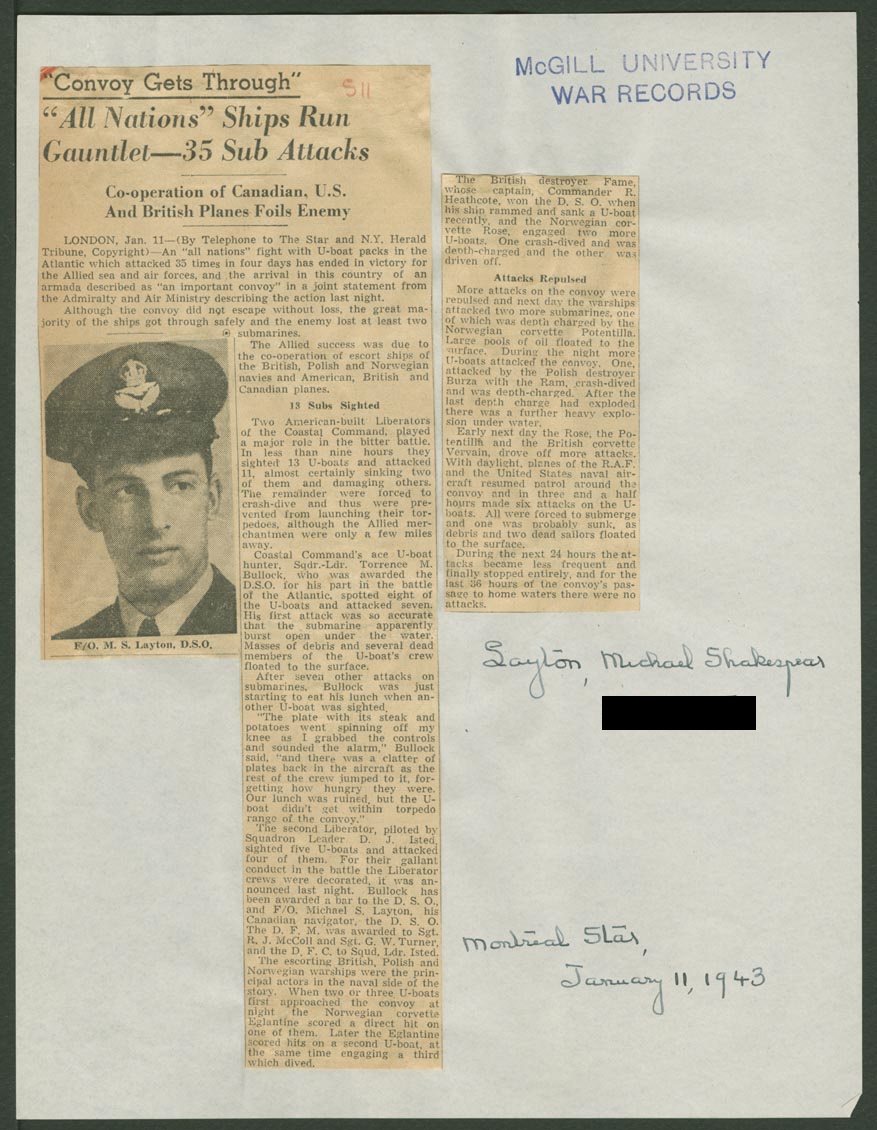 McGILL UNIVERSITY
WAR RECORDS
"Convoy Gets Through"
511
"All Nations" Ships Run
Gauntlet—35 Sub Attacks
Co-operation of Canadian, U.S.
And British Planes Foils Enemy
LONDON, Jan. 11—(By Telephone to The Star and N.Y. Herald
Tribune, Copyright)—An "all nations" fight with U-boat packs in the
Atlantic which attacked 35 times in four days has ended in victory for
the Allied sea and air forces, and the arrival in this country of an
armada described as "an important convoy" in a joint statement from
the Admiralty and Air Ministry describing the action last night.
Although the convoy did not escape without loss, the great ma-
jority of the ships got through safely and the enemy lost at least two
submarines.
The Allied success was due to
the co-operation of escort ships of
the British, Polish and Norwegian
navies and American, British and
Canadian planes.
13 Subs Sighted
Two American-built Liberators
of the Coastal Command, played
a major role in the bitter battle.
In less than nine hours they
sighted 13 U-boats and attacked
11, almost certainly sinking two
of them and damaging others.
The remainder were forced to
crash-dive and thus were pre-
vented from launching their tor-
pedoes, although the Allied mer-
chantmen were only a few miles
away.
Coastal Command's ace U-boat
hunter, Sqdr.-Ldr. Torrence M.
Bullock, who was awarded the
D.S.O. for his part in the battle
of the Atlantic, spotted eight of
the U-boats and attacked seven.
His first attack was so accurate
that the submarine apparently
burst open under the water.
Masses of debris and several dead
members of the U-boat's crew
floated to the surface.
After seven other attacks on
submarines, Bullock was just
starting to eat his lunch when an-
other U-boat was sighted.
"The plate with its steak and
potatoes went spinning off my
knee as I grabbed the controls
and sounded the alarm," Bullock
said, "and there was a clatter of
plates back in the aircraft as the
rest of the crew jumped to it, for-
getting how hungry they were.
Our lunch was ruined, but the U-
boat didn't get within torpedo
range of the convoy."
The second Liberator, piloted by
Squadron Leader D. J. Isted,
sighted five U-boats and attacked
four of them. For their gallant
conduct in the battle the Liberator
crews were decorated, it was an-
nounced last night. Bullock has
been awarded a bar to the D. S. O.,
and F/O. Michael S. Layton, his
Canadian navigator, the D. S. O.
The D. F. M. was awarded to Sgt.
R. J. McColl and Sgt. G. W. Turner,
and the D. F. C. to Squd. Ldr. Isted.
The escorting British, Polish and
Norwegian warships were the prin-
cipal actors in the naval side of the
story. When two or three U-boats
first approached the convoy at
night the Norwegian corvette
Eglantine scored a direct hit on
one of them. Later the Eglantine
scored hits on a second U-boat, at
the same time engaging a third
which dived.
F/O. M. S. Layton, D.S.O.
The British destroyer Fame,
whose captain, Commander R.
Heathcote, won the D. S. O. when
his ship rammed and sank a U-boat
recently, and the Norwegian cor-
vette Rose, engaged two more
U-boats. One crash-dived and was
depth-charged and the other was
driven off.
Attacks Repulsed
More attacks on the convoy were
repulsed and next day the warships
attacked two more submarines, one
of which was depth charged by the
Norwegian corvette Potentilla.
Large pools of oil floated to the
surface. During the night more
U-boats attacked the convoy. One,
attacked by the Polish destroyer
Burza with the Ram, crash-dived
and was depth-charged. After the
last depth charge had exploded
there was a further heavy explo-
sion under water.
Early next day the Rose, the Po-
tentilla and the British corvette
Vervain, drove off more attacks.
With daylight, planes of the R.A.F.
and the United States naval air-
craft resumed patrol around the
convoy and in three and a half
hours made six attacks on the U-
boats. All were forced to submerge
and one was probably sunk, as
debris and two dead sailors floated
to the surface.
During the next 24 hours the at-
tacks became less frequent and
finally stopped entirely, and for the
last 36 hours of the convoy's pas-
sage to home waters there were no
attacks.
Layton, Michael Shakespear
Montreal Star,
January 11, 1943